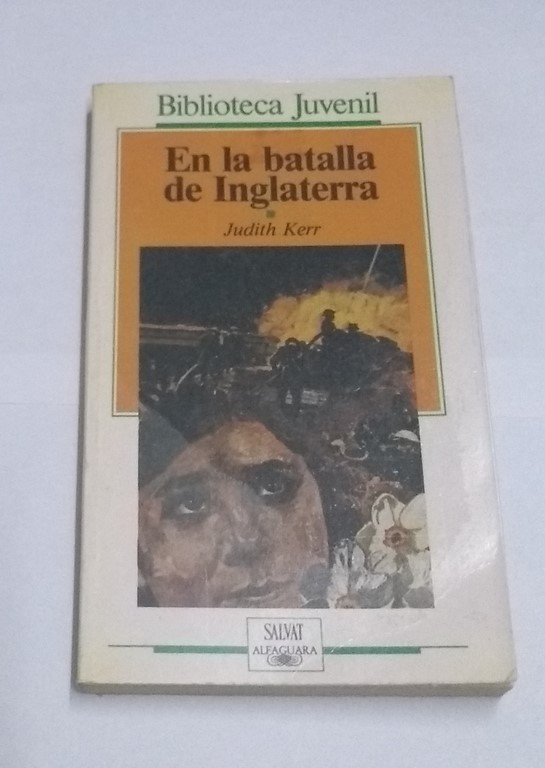 Biblioteca Juvenil
En la batalla
de Inglaterra
Judith Kerr
SALVAT
ALFAGUARA